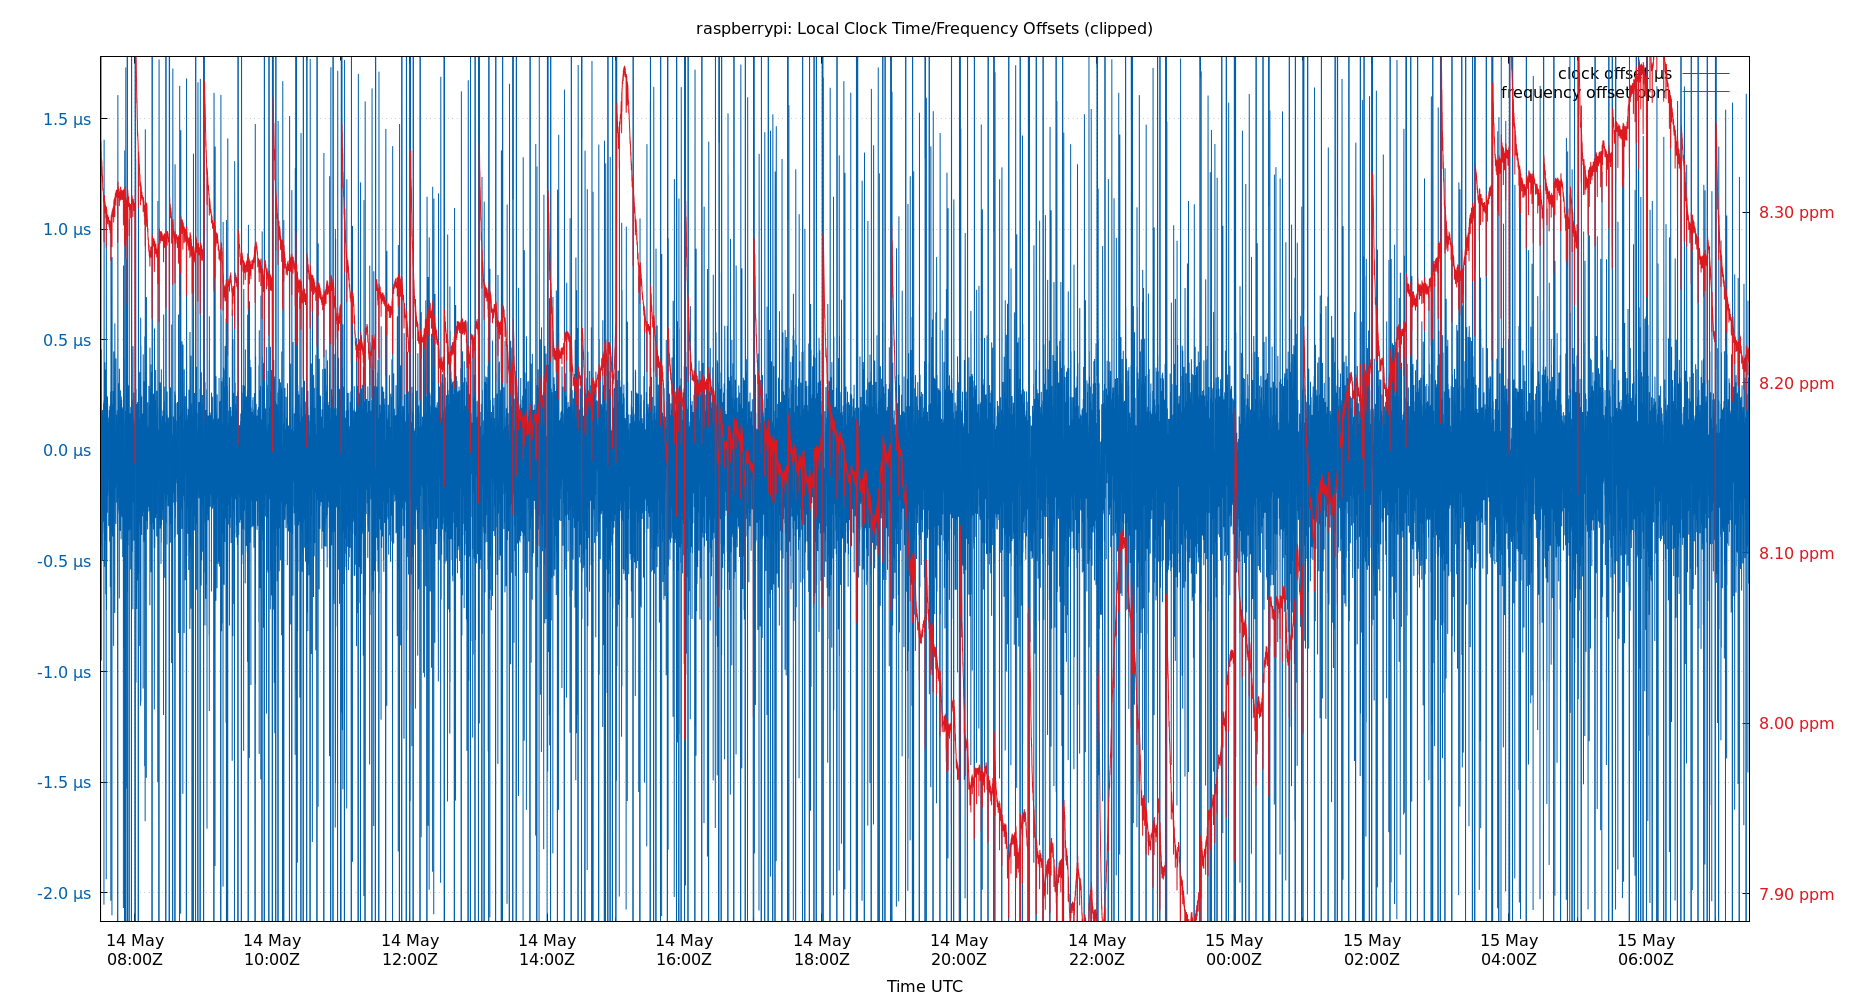 raspberrypi: Local Clock Time/Frequency Offsets (clipped)
clock offset µs
frequency offset ppm
1.5 µs
1.0 µs
0.5 µs
0.0 µs
-0.5 µs
-1.0 µs
-1.5 µs
-2.0 µs
8.30 ppm
8.20 ppm
8.10 ppm
8.00 ppm
7.90 ppm
14 May 14 May 14 May 14 May 14 May 14 May 14 May 14 May 15 May 15 May 15 May 15 May
08:00Z 10:00Z 12:00Z 14:00Z 16:00Z 18:00Z 20:00Z 22:00Z 00:00Z 02:00Z 04:00Z 06:00Z
Time UTC